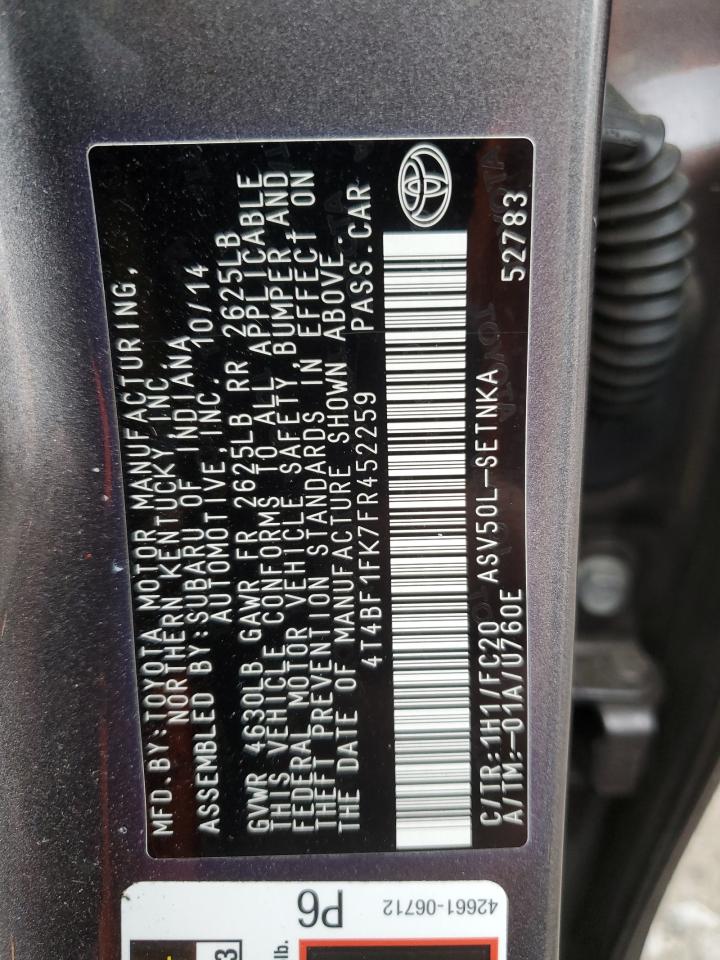 MFD.BY:TOYOTA MOTOR MANUFACTURING,
NORTHERN KENTUCKY INC.
ASSEMBLED BY:SUBARU OF INDIANA
AUTOMOTIVE,INC. 10/14
GVWR 4630LB GAWR FR 2625LB RR 2625LB
THIS VEHICLE CONFORMS TO ALL APPLICABLE
FEDERAL MOTOR VEHICLE SAFETY,BUMPER,AND
THEFT PREVENTION STANDARDS IN EFFECT ON
THE DATE OF MANUFACTURE SHOWN ABOVE.
4T4BF1FK7FR452259 PASS.CAR
C/TR:1H1/FC20 ASV50L-SETNKA
A/TM:-01A/U760E 52783
P6
42661-06712
3
lb.